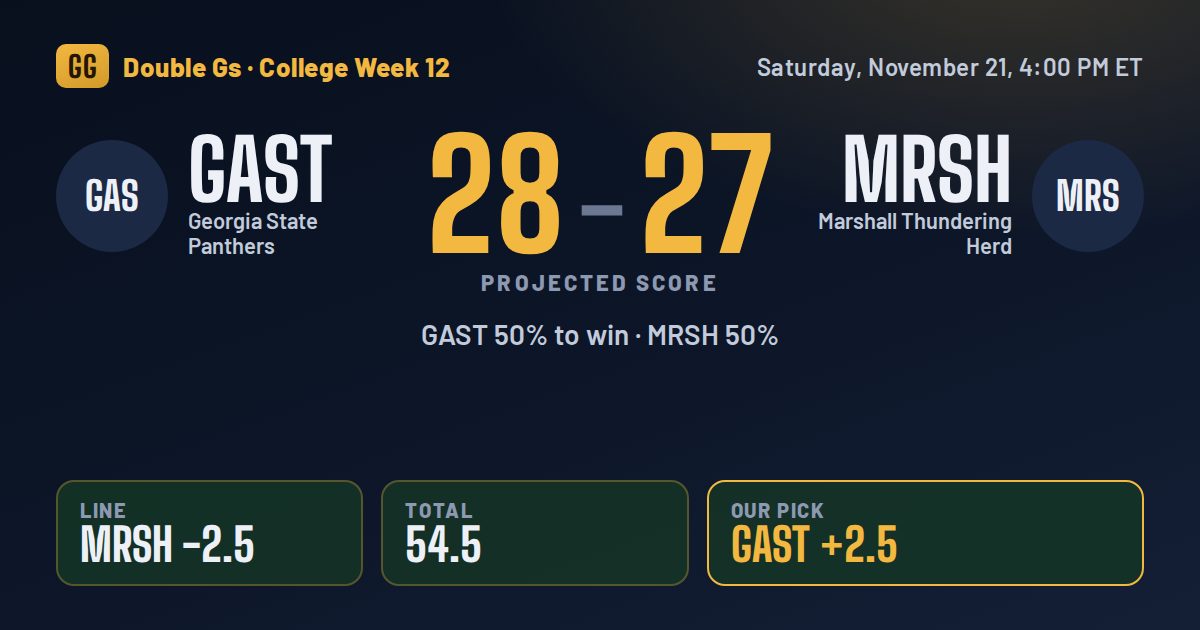 GG
Double Gs · College Week 12
Saturday, November 21, 4:00 PM ET
GAS
GAST
Georgia State
Panthers
28 – 27
PROJECTED SCORE
GAST 50% to win · MRSH 50%
MRSH
Marshall Thundering
Herd
MRS
LINE
MRSH −2.5
TOTAL
54.5
OUR PICK
GAST +2.5